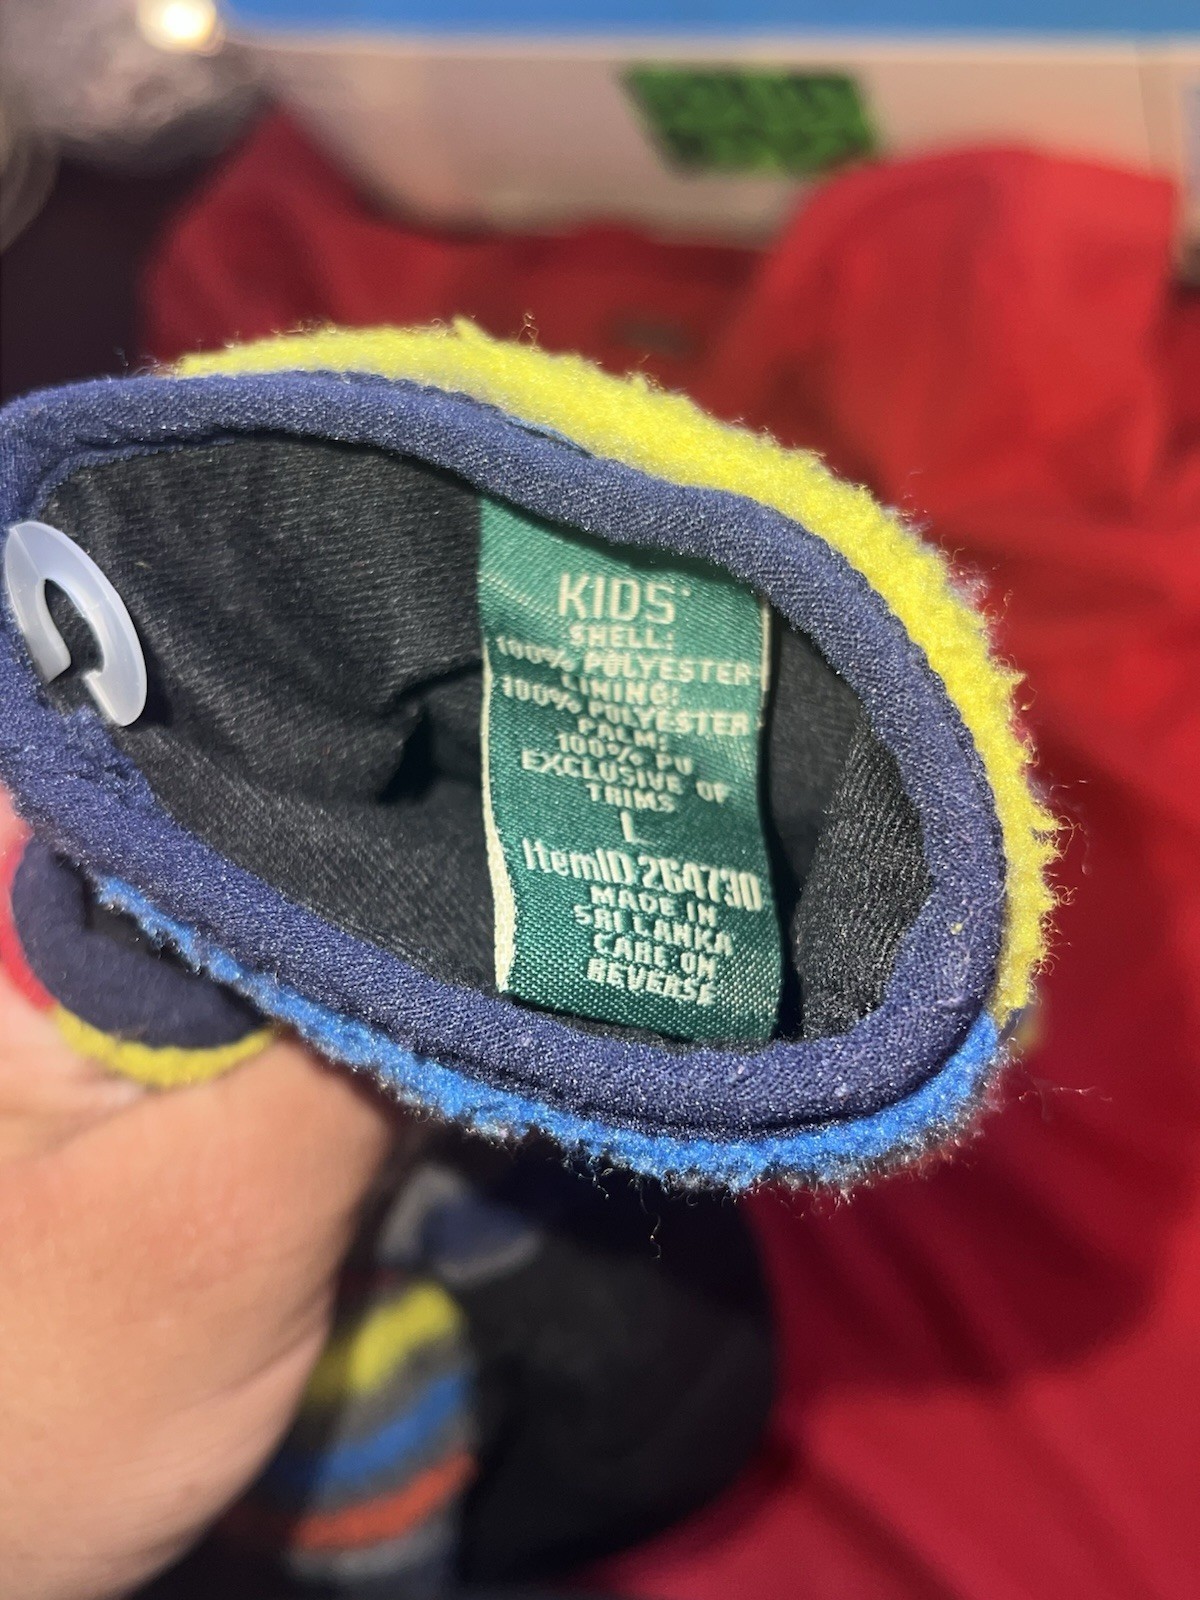 KIDS'
SHELL:
100% POLYESTER
LINING:
100% POLYESTER
PALM:
100% PU
EXCLUSIVE OF
TRIMS
L
ItemID 264730
MADE IN
SRI LANKA
CARE ON
REVERSE